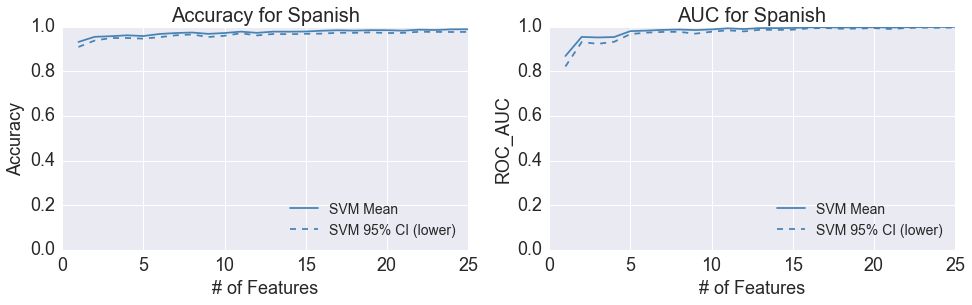 Accuracy for Spanish
1.0
0.8
0.6
0.4
0.2
0.0
Accuracy
SVM Mean
SVM 95% CI (lower)
0 5 10 15 20 25
# of Features
AUC for Spanish
1.0
0.8
0.6
0.4
0.2
0.0
ROC_AUC
SVM Mean
SVM 95% CI (lower)
0 5 10 15 20 25
# of Features